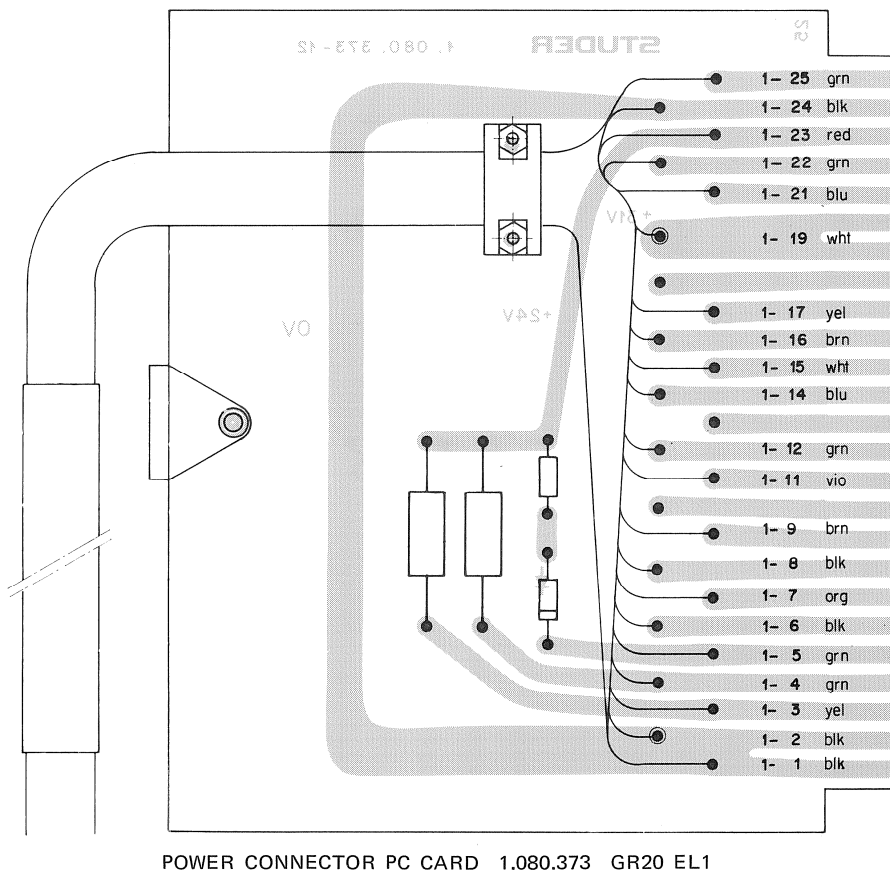 1.080.373-12 STUDER 25
1- 25 grn
1- 24 blk
1- 23 red
1- 22 grn
1- 21 blu
+31V
1- 19 wht
+24V
0V
1- 17 yel
1- 16 brn
1- 15 wht
1- 14 blu
1- 12 grn
1- 11 vio
1- 9 brn
1- 8 blk
1- 7 org
1- 6 blk
1- 5 grn
1- 4 grn
1- 3 yel
1- 2 blk
1- 1 blk
POWER CONNECTOR PC CARD 1.080.373 GR20 EL1